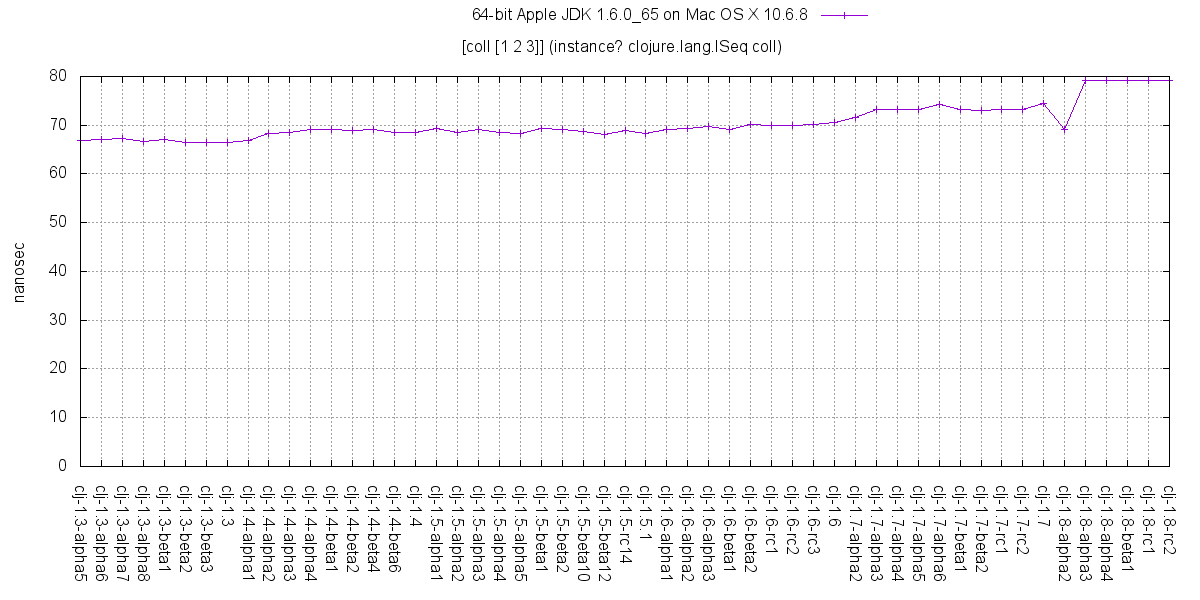 64-bit Apple JDK 1.6.0_65 on Mac OS X 10.6.8
[coll [1 2 3]] (instance? clojure.lang.ISeq coll)
80
70
60
50
40
30
20
10
0
nanosec
clj-1.3-alpha5
clj-1.3-alpha6
clj-1.3-alpha7
clj-1.3-alpha8
clj-1.3-beta1
clj-1.3-beta2
clj-1.3-beta3
clj-1.3
clj-1.4-alpha1
clj-1.4-alpha2
clj-1.4-alpha3
clj-1.4-alpha4
clj-1.4-beta1
clj-1.4-beta2
clj-1.4-beta4
clj-1.4-beta6
clj-1.4
clj-1.5-alpha1
clj-1.5-alpha2
clj-1.5-alpha3
clj-1.5-alpha4
clj-1.5-alpha5
clj-1.5-beta1
clj-1.5-beta2
clj-1.5-beta10
clj-1.5-beta12
clj-1.5-rc14
clj-1.5.1
clj-1.6-alpha1
clj-1.6-alpha2
clj-1.6-alpha3
clj-1.6-beta1
clj-1.6-beta2
clj-1.6-rc1
clj-1.6-rc2
clj-1.6-rc3
clj-1.6
clj-1.7-alpha2
clj-1.7-alpha3
clj-1.7-alpha4
clj-1.7-alpha5
clj-1.7-alpha6
clj-1.7-beta1
clj-1.7-beta2
clj-1.7-rc1
clj-1.7-rc2
clj-1.7
clj-1.8-alpha2
clj-1.8-alpha3
clj-1.8-alpha4
clj-1.8-beta1
clj-1.8-rc1
clj-1.8-rc2